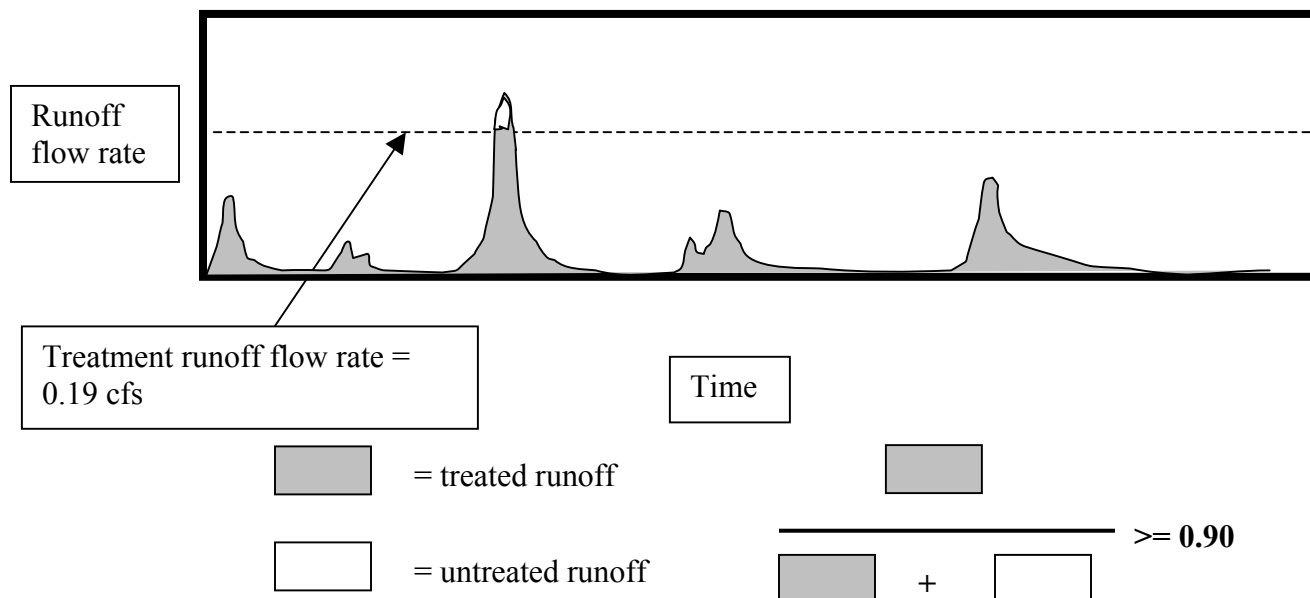 Runoff
flow rate
Treatment runoff flow rate =
0.19 cfs
Time
= treated runoff
>= 0.90
= untreated runoff
+